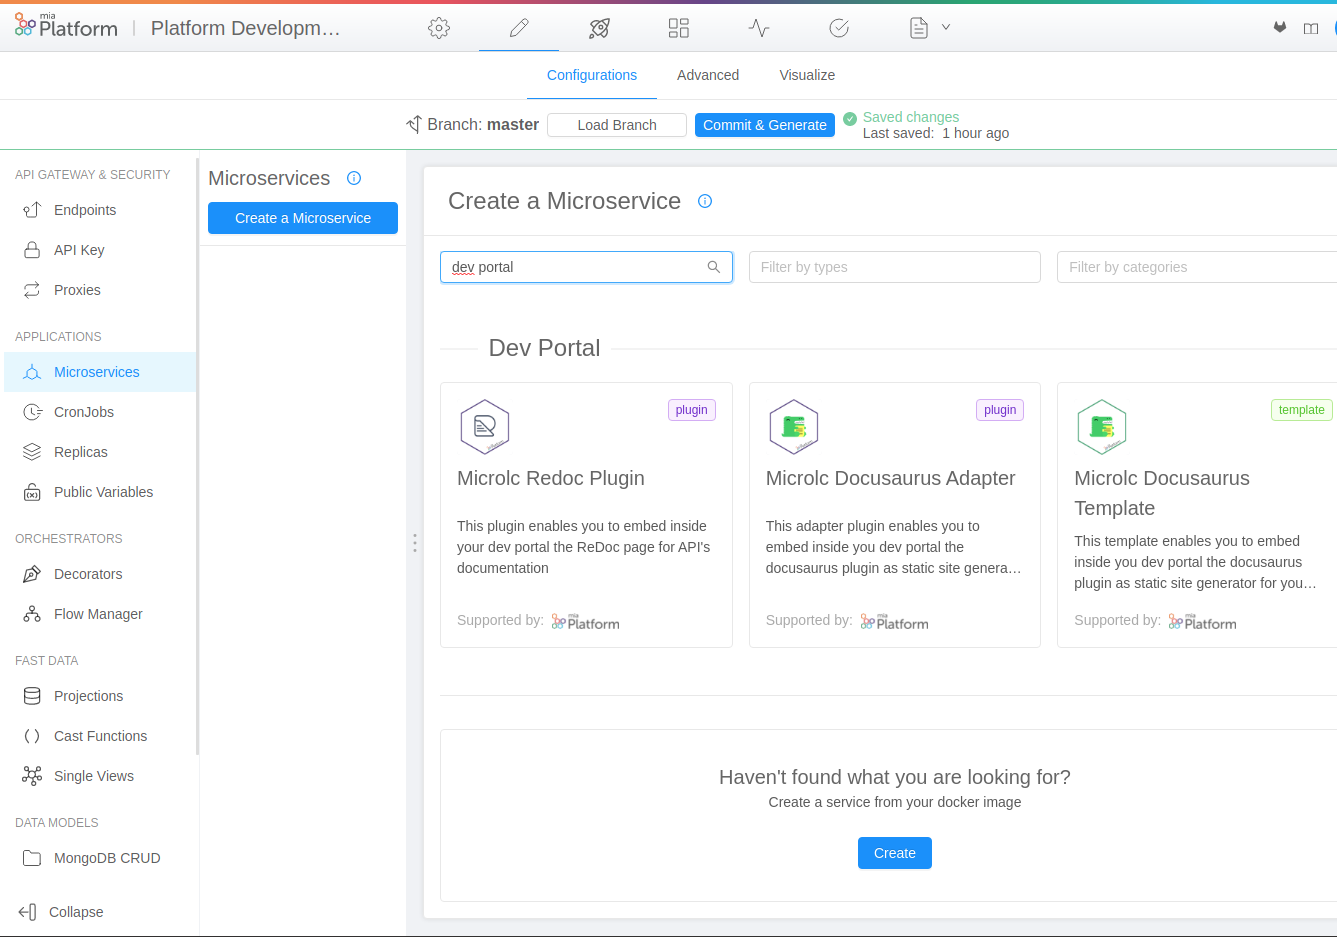 mia
Platform
Platform Developm…
Configurations
Advanced
Visualize
Branch: master
Load Branch
Commit & Generate
Saved changes
Last saved: 1 hour ago
API GATEWAY & SECURITY
Endpoints
API Key
Proxies
APPLICATIONS
Microservices
CronJobs
Replicas
Public Variables
ORCHESTRATORS
Decorators
Flow Manager
FAST DATA
Projections
Cast Functions
Single Views
DATA MODELS
MongoDB CRUD
Collapse
Microservices
Create a Microservice
Create a Microservice
dev portal
Filter by types
Filter by categories
Dev Portal
plugin
Microlc Redoc Plugin
This plugin enables you to embed inside
your dev portal the ReDoc page for API's
documentation
Supported by:
mia
Platform
plugin
Microlc Docusaurus Adapter
This adapter plugin enables you to
embed inside you dev portal the
docusaurus plugin as static site genera…
Supported by:
mia
Platform
template
Microlc Docusaurus
Template
This template enables you to embed
inside you dev portal the docusaurus
plugin as static site generator for you…
Supported by:
mia
Platform
Haven't found what you are looking for?
Create a service from your docker image
Create